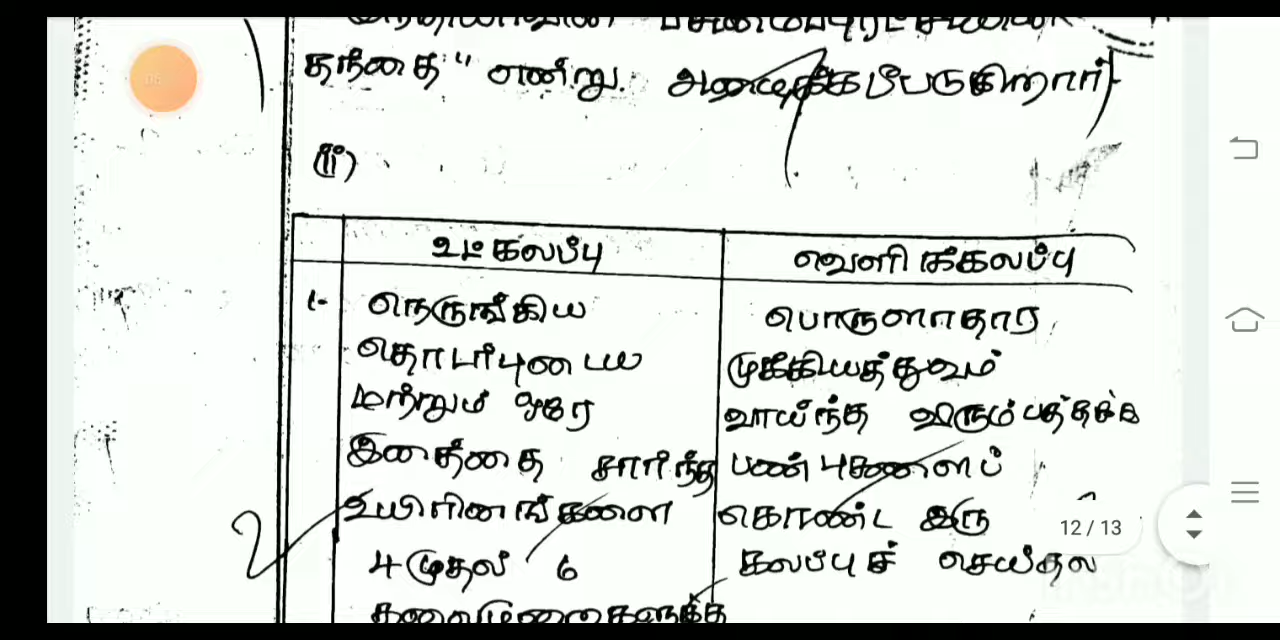 தந்தை" என்று அழைக்கப்படுகிறார்
(ii)
உட்கலப்பு வெளிக்கலப்பு
1. நெருங்கிய பொருளாதார
தொடர்புடைய முக்கியத்துவம்
மற்றும் ஒரே வாய்ந்த விரும்பத்தக்க
இனத்தை சார்ந்த பண்புகளைப்
உயிரினங்களை கொண்ட இரு
4 முதல் 6 கலப்புச் செய்தல்
12 / 13